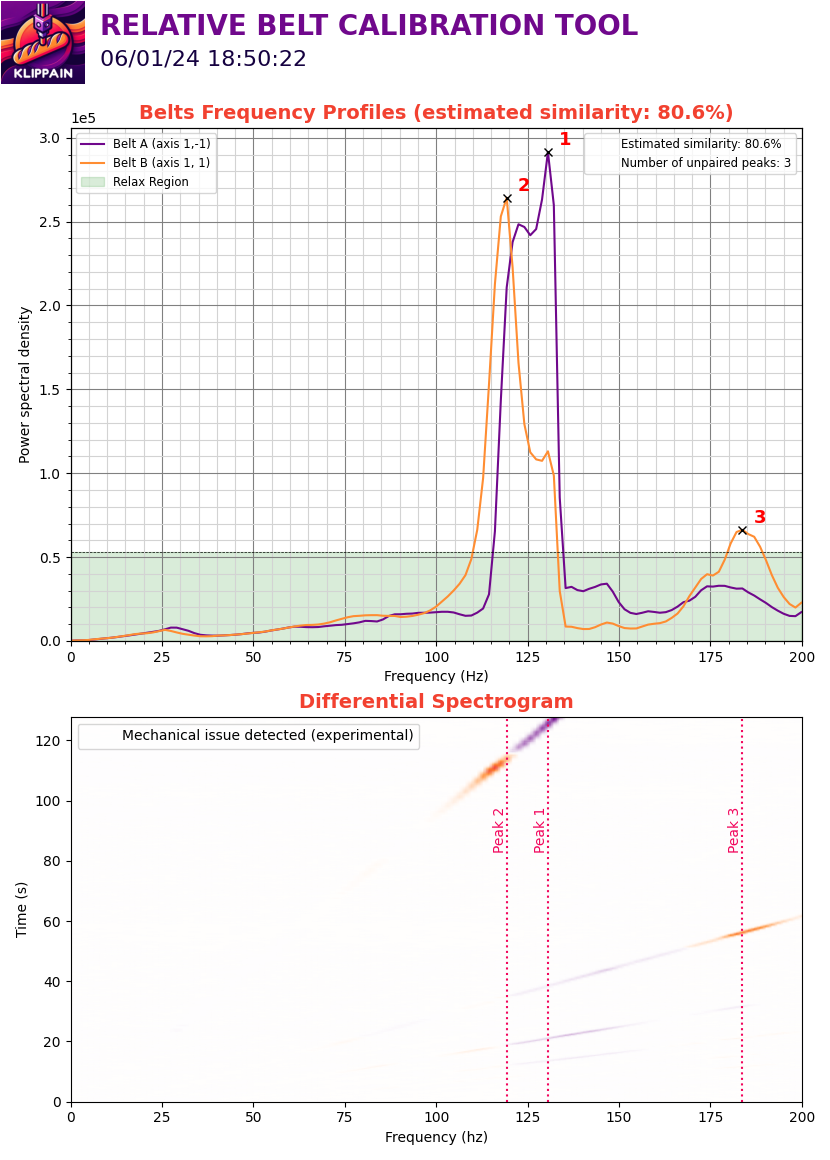 KLIPPAIN
RELATIVE BELT CALIBRATION TOOL
06/01/24 18:50:22
Belts Frequency Profiles (estimated similarity: 80.6%)
1e5
Belt A (axis 1,-1)
Belt B (axis 1, 1)
Relax Region
Estimated similarity: 80.6%
Number of unpaired peaks: 3
1
2
3
3.0
2.5
2.0
1.5
1.0
0.5
0.0
Power spectral density
0 25 50 75 100 125 150 175 200
Frequency (Hz)
Differential Spectrogram
Mechanical issue detected (experimental)
Peak 2
Peak 1
Peak 3
120
100
80
60
40
20
0
Time (s)
0 25 50 75 100 125 150 175 200
Frequency (hz)